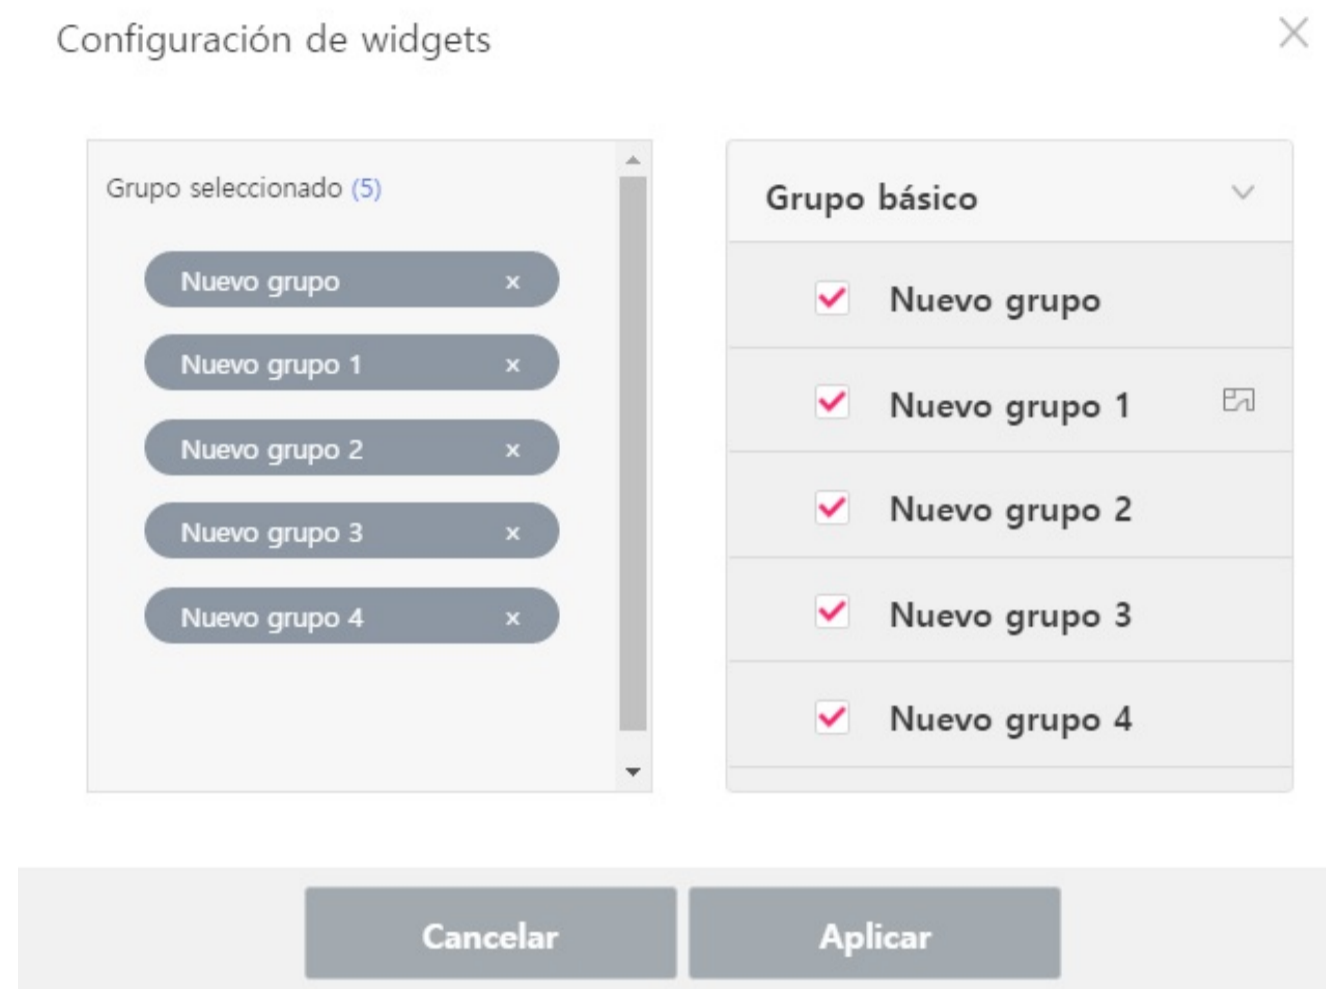 Configuración de widgets
Grupo seleccionado (5)
Nuevo grupo x
Nuevo grupo 1 x
Nuevo grupo 2 x
Nuevo grupo 3 x
Nuevo grupo 4 x
Grupo básico
Nuevo grupo
Nuevo grupo 1
Nuevo grupo 2
Nuevo grupo 3
Nuevo grupo 4
Cancelar
Aplicar